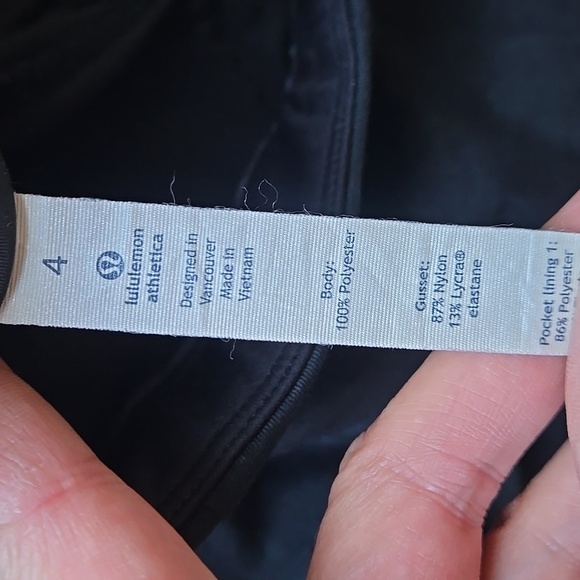 4
lululemon
athletica
Designed in
Vancouver
Made in
Vietnam
Body:
100% Polyester
Gusset:
87% Nylon
13% Lycra®
elastane
Pocket lining 1:
86% Polyester